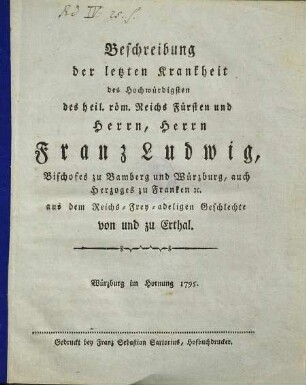 Beschreibung
der letzten Krankheit
des Hochwürdigsten
des heil. röm. Reichs Fürsten und
Herrn, Herrn
Franz Ludwig,
Bischofes zu Bamberg und Würzburg, auch
Herzoges zu Franken ꝛc.
aus dem Reichs-Frey-adeligen Geschlechte
von und zu Erthal.
Würzburg im Hornung 1795.
Gedruckt bey Franz Sebastian Sartorius, Hofbuchdrucker.